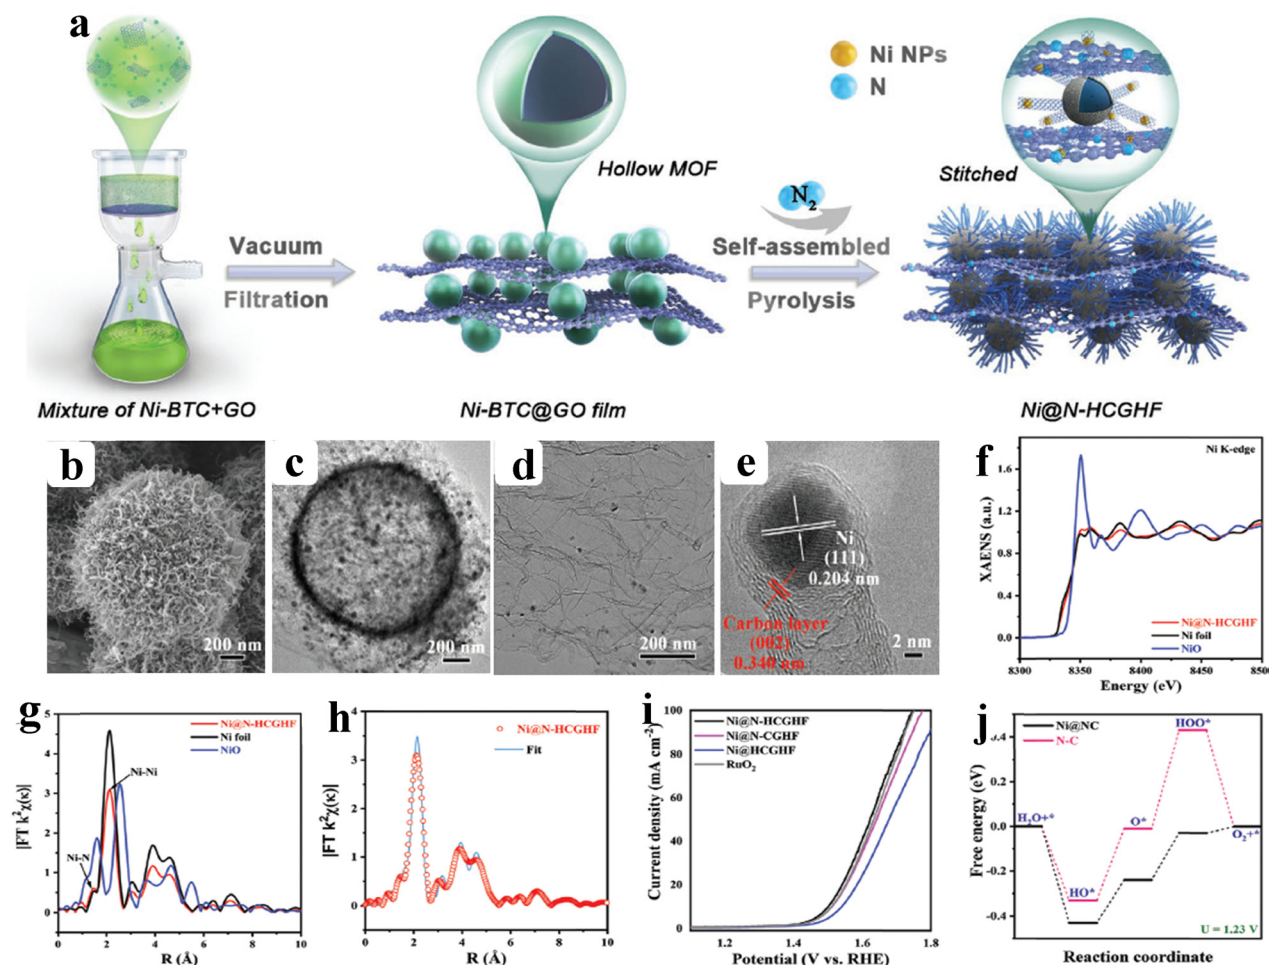 a
Ni NPs
N
Hollow MOF
Stitched
N₂
Vacuum
Filtration
Self-assembled
Pyrolysis
Mixture of Ni-BTC+GO
Ni-BTC@GO film
Ni@N-HCGHF
b
200 nm
c
200 nm
d
200 nm
e
Ni
(111)
0.204 nm
Carbon layer
(002)
0.340 nm
2 nm
f
Ni K-edge
XAENS (a.u.)
1.8
1.2
0.6
0.0
Ni@N-HCGHF
Ni foil
NiO
8300 8350 8400 8450 8500
Energy (eV)
g
|FT k²χ(κ)|
5
4
3
2
1
0
Ni@N-HCGHF
Ni foil
NiO
Ni-Ni
Ni-N
0 2 4 6 8 10
R (Å)
h
|FT k²χ(κ)|
4
3
2
1
0
Ni@N-HCGHF
Fit
0 2 4 6 8 10
R (Å)
i
Current density (mA cm⁻²)
100
80
60
40
20
0
Ni@N-HCGHF
Ni@N-CGHF
Ni@HCGHF
RuO₂
1.2 1.4 1.6 1.8
Potential (V vs. RHE)
j
Free energy (eV)
0.4
0.2
0.0
-0.2
-0.4
Ni@NC
N-C
HOO*
H₂O+*
O*
O₂+*
HO*
U = 1.23 V
Reaction coordinate